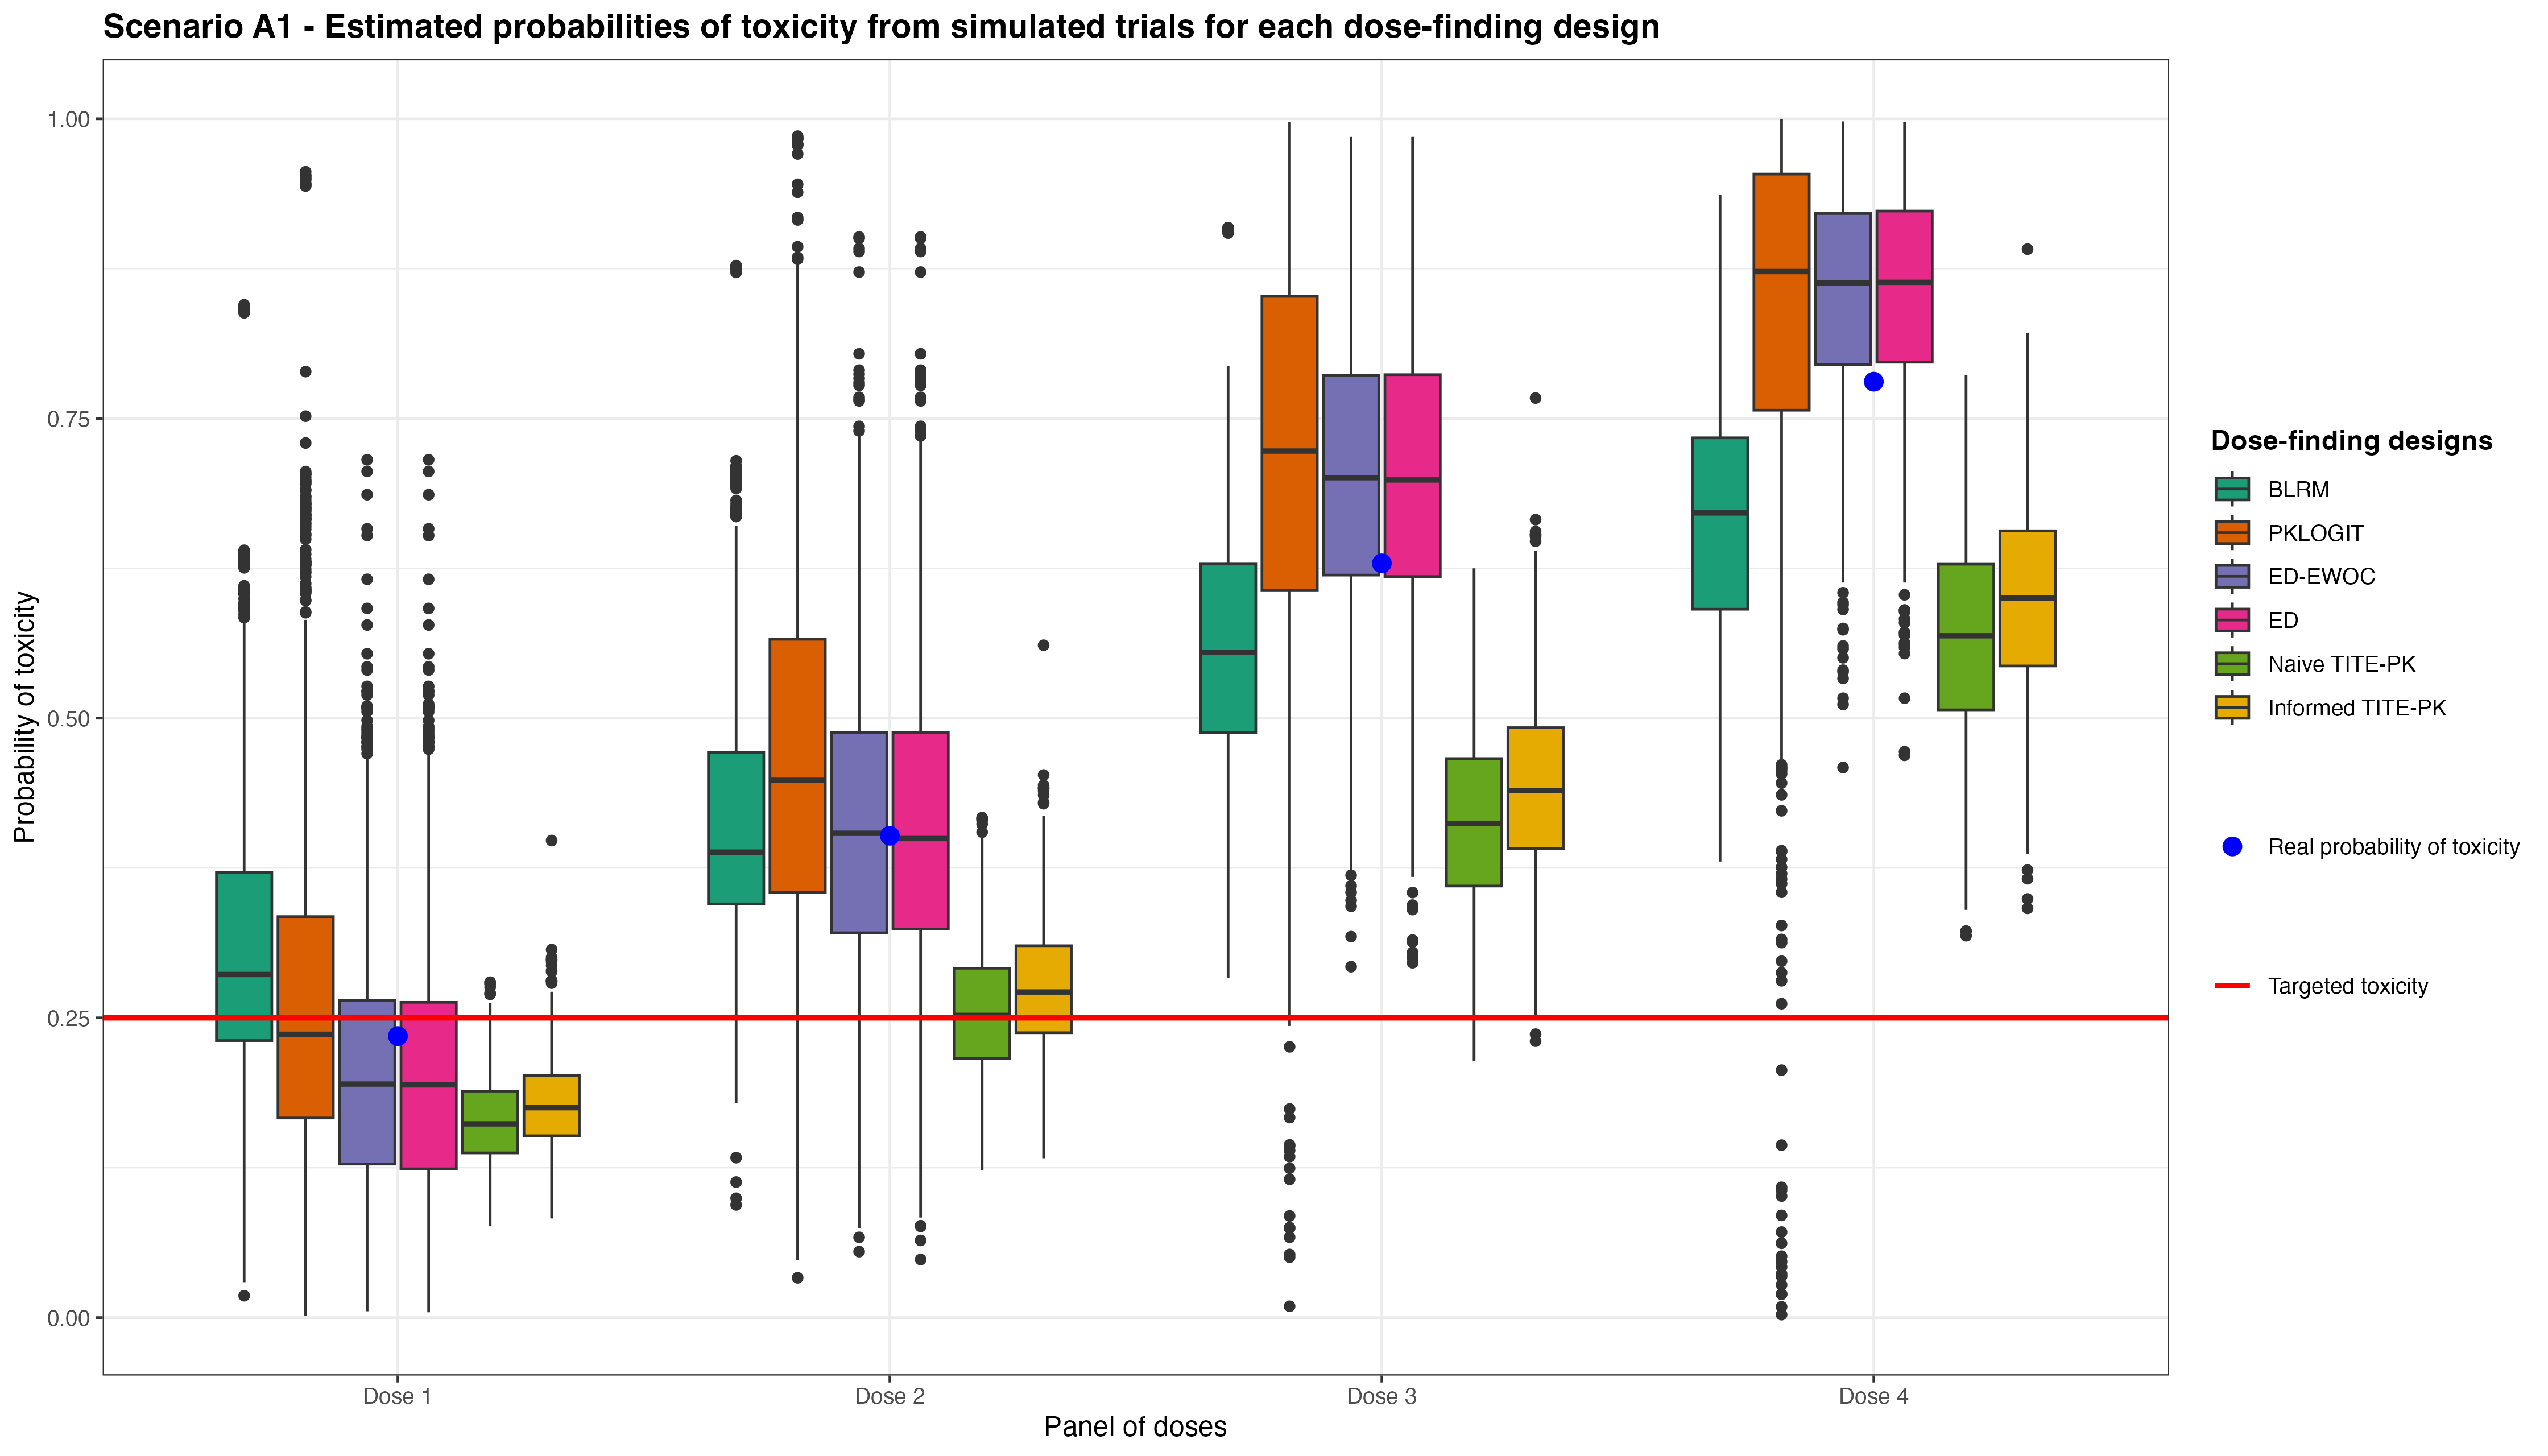 Scenario A1 - Estimated probabilities of toxicity from simulated trials for each dose-finding design
Probability of toxicity
1.00
0.75
0.50
0.25
0.00
Dose 1
Dose 2
Dose 3
Dose 4
Panel of doses
Dose-finding designs
BLRM
PKLOGIT
ED-EWOC
ED
Naive TITE-PK
Informed TITE-PK
Real probability of toxicity
Targeted toxicity